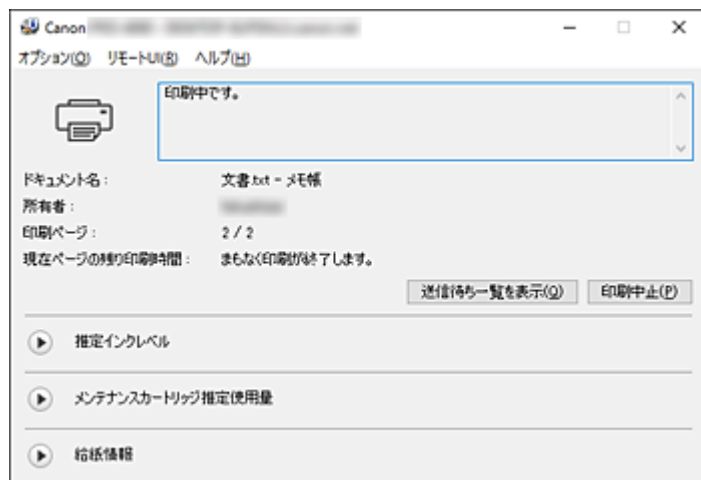 Canon
オプション(O) リモートUI(R) ヘルプ(H)
印刷中です。
ドキュメント名： 文書.txt - メモ帳
所有者：
印刷ページ： 2 / 2
現在ページの残り印刷時間： まもなく印刷が終了します。
送信待ち一覧を表示(Q) 印刷中止(P)
推定インクレベル
メンテナンスカートリッジ推定使用量
給紙情報